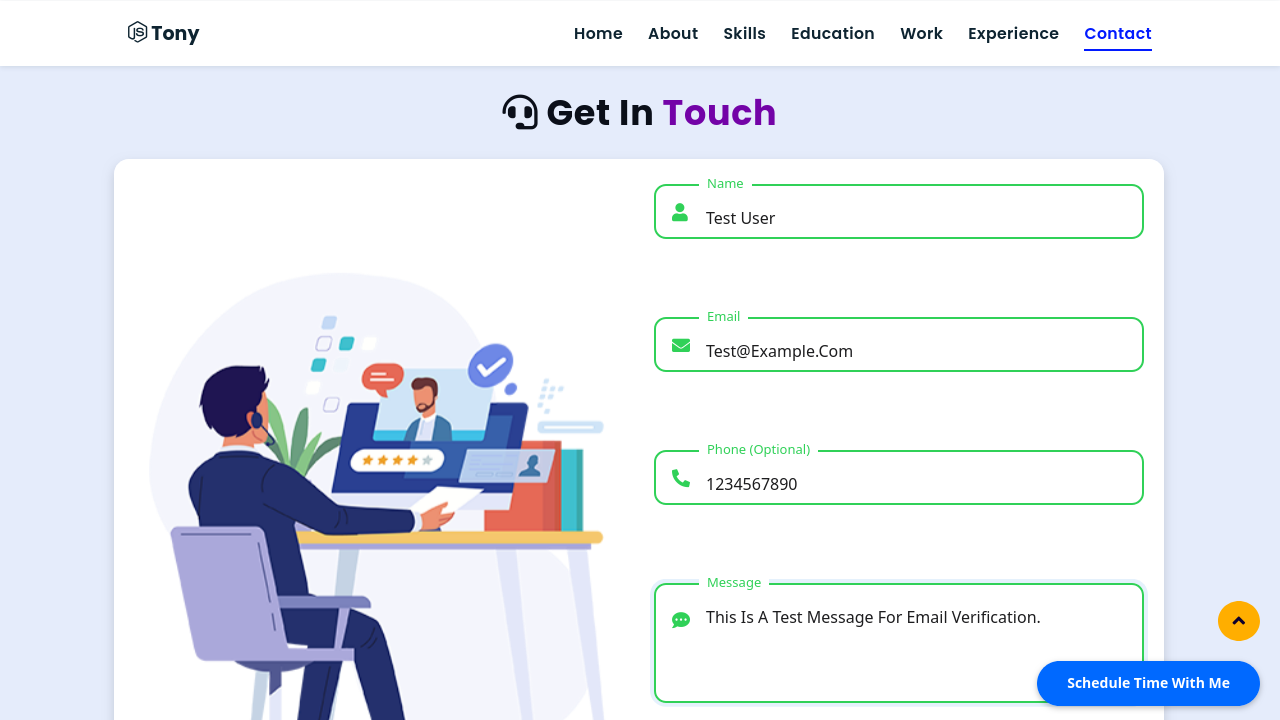 Tony
Home About Skills Education Work Experience Contact
Get In Touch
Name
Test User
Email
Test@Example.Com
Phone (Optional)
1234567890
Message
This Is A Test Message For Email Verification.
Schedule Time With Me